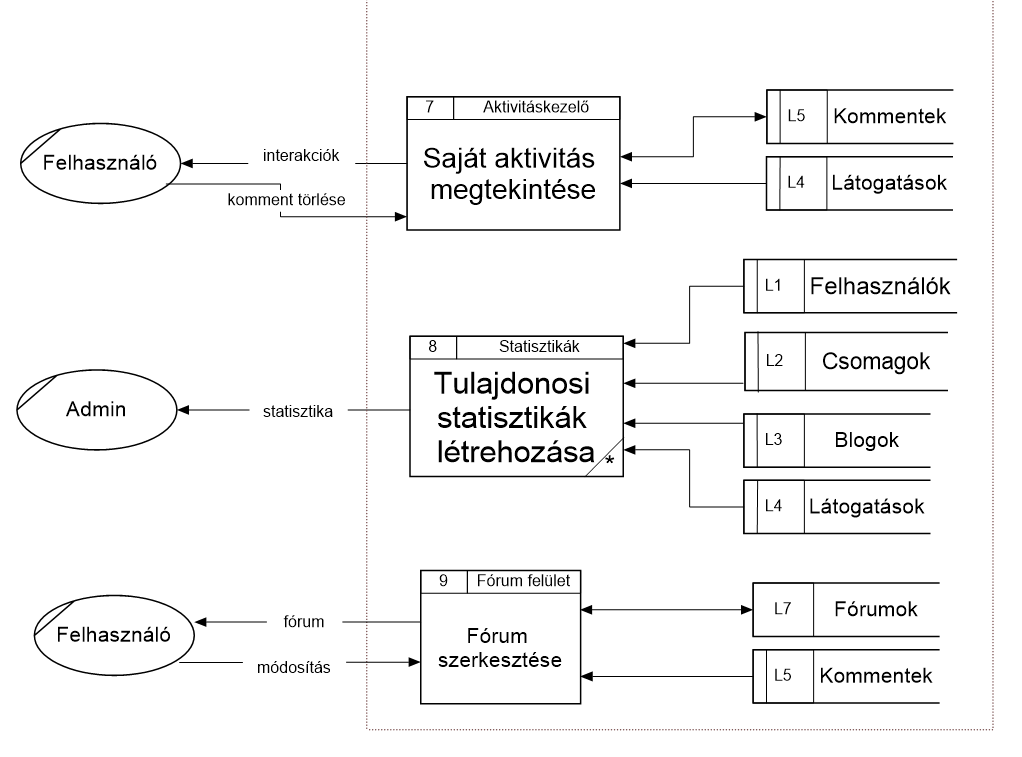 7 Aktivitáskezelő
L5 Kommentek
Felhasználó
interakciók
Saját aktivitás
megtekintése
L4 Látogatások
komment törlése
L1 Felhasználók
8 Statisztikák
L2 Csomagok
Admin
statisztika
Tulajdonosi
statisztikák
létrehozása
*
L3 Blogok
L4 Látogatások
9 Fórum felület
L7 Fórumok
Felhasználó
fórum
módosítás
Fórum
szerkesztése
L5 Kommentek